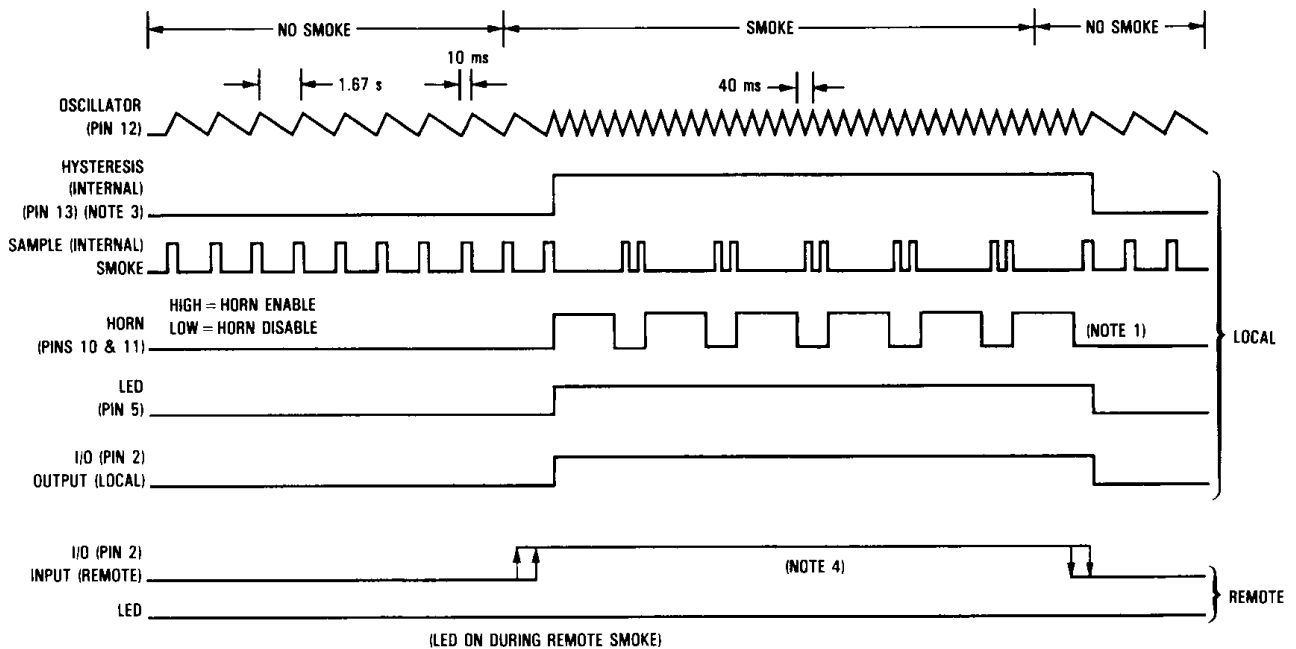 NO SMOKE
SMOKE
NO SMOKE
10 ms
1.67 s
40 ms
OSCILLATOR
(PIN 12)
HYSTERESIS
(INTERNAL)
(PIN 13) (NOTE 3)
SAMPLE (INTERNAL)
SMOKE
HIGH = HORN ENABLE
LOW = HORN DISABLE
HORN
(PINS 10 & 11)
(NOTE 1)
LOCAL
LED
(PIN 5)
I/O (PIN 2)
OUTPUT (LOCAL)
I/O (PIN 2)
INPUT (REMOTE)
(NOTE 4)
REMOTE
LED
(LED ON DURING REMOTE SMOKE)